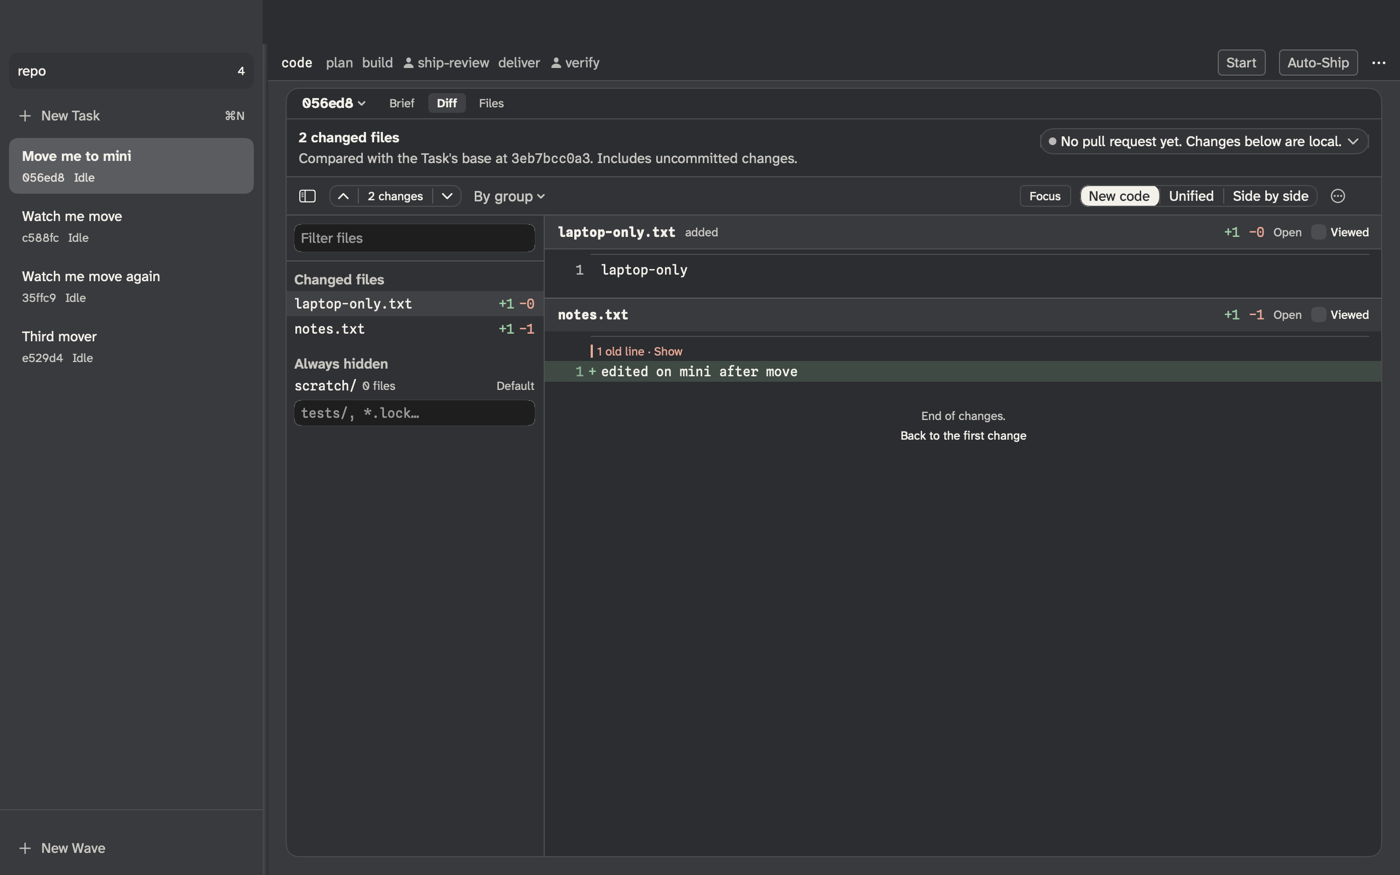 repo 4
New Task ⌘N
Move me to mini
056ed8 Idle
Watch me move
c588fc Idle
Watch me move again
35ffc9 Idle
Third mover
e529d4 Idle
New Wave
code plan build ship-review deliver verify Start Auto-Ship ···
056ed8 Brief Diff Files
2 changed files
Compared with the Task's base at 3eb7bcc0a3. Includes uncommitted changes.
No pull request yet. Changes below are local.
2 changes By group Focus New code Unified Side by side
Filter files
Changed files
laptop-only.txt +1 −0
notes.txt +1 −1
Always hidden
scratch/ 0 files Default
tests/, *.lock…
laptop-only.txt added +1 −0 Open Viewed
1 laptop-only
notes.txt +1 −1 Open Viewed
1 old line · Show
1 + edited on mini after move
End of changes.
Back to the first change